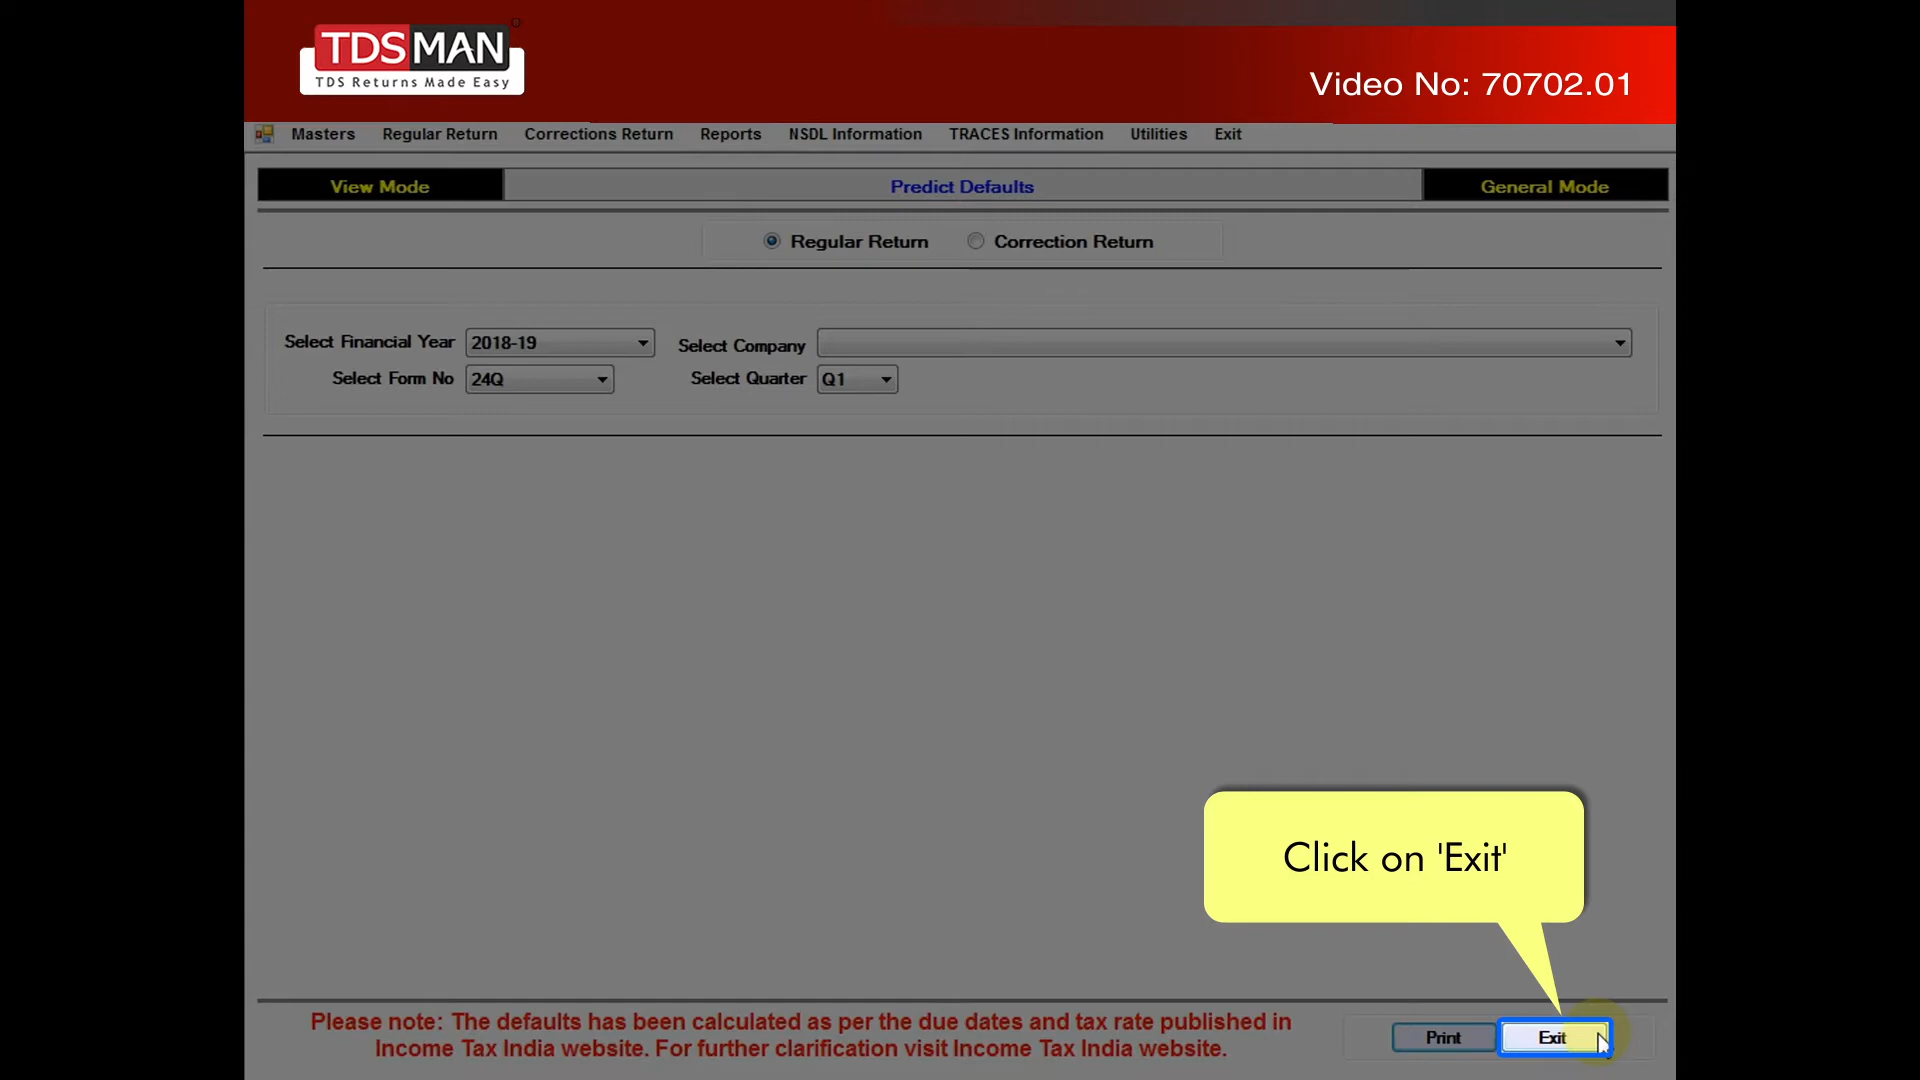 TDSMAN
TDS Returns Made Easy
Video No: 70702.01
Masters Regular Return Corrections Return Reports NSDL Information TRACES Information Utilities Exit
View Mode Predict Defaults General Mode
Regular Return Correction Return
Select Financial Year 2018-19 Select Company
Select Form No 24Q Select Quarter Q1
Click on 'Exit'
Please note: The defaults has been calculated as per the due dates and tax rate published in
Income Tax India website. For further clarification visit Income Tax India website.
Print Exit